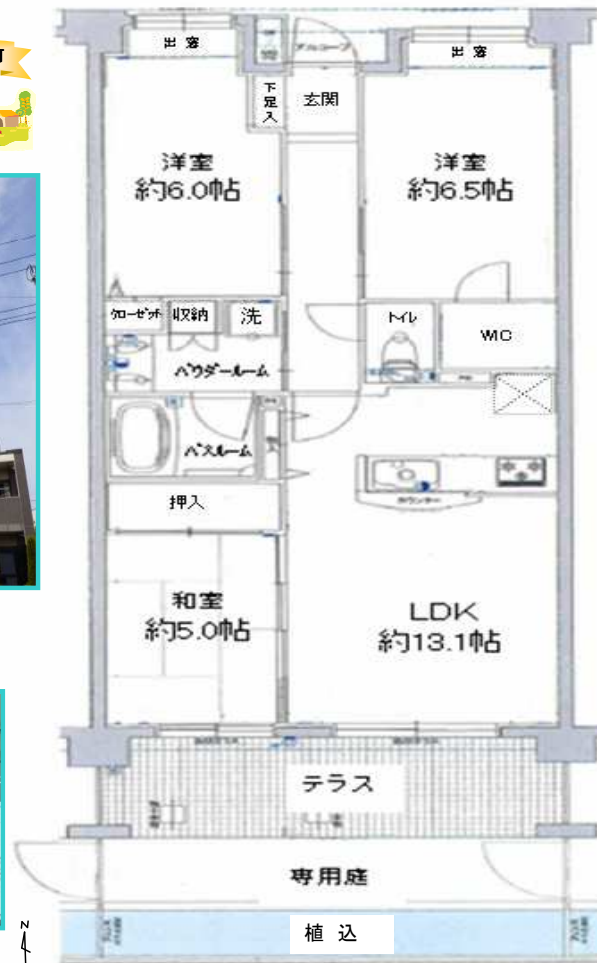 町
出窓
アルコーブ
出窓
下足入
玄関
洋室
約6.0帖
洋室
約6.5帖
クローゼット
収納
洗
トイレ
WIC
パウダールーム
バスルーム
押入
カウンター
和室
約5.0帖
LDK
約13.1帖
テラス
専用庭
植込
N